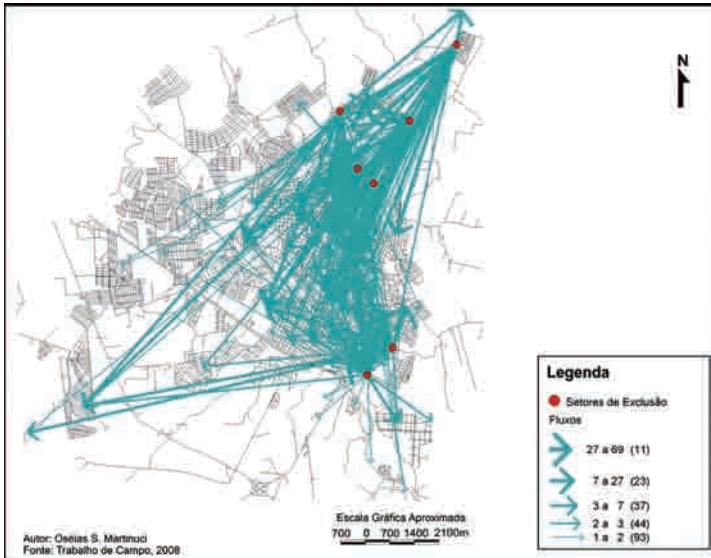 N
Legenda
Setores de Exclusão
Fluxos
27 a 69 (11)
7 a 27 (23)
3 a 7 (37)
2 a 3 (44)
1 a 2 (93)
Escala Gráfica Aproximada
700 0 700 1400 2100m
Autor: Oséias S. Martinuci
Fonte: Trabalho de Campo, 2008